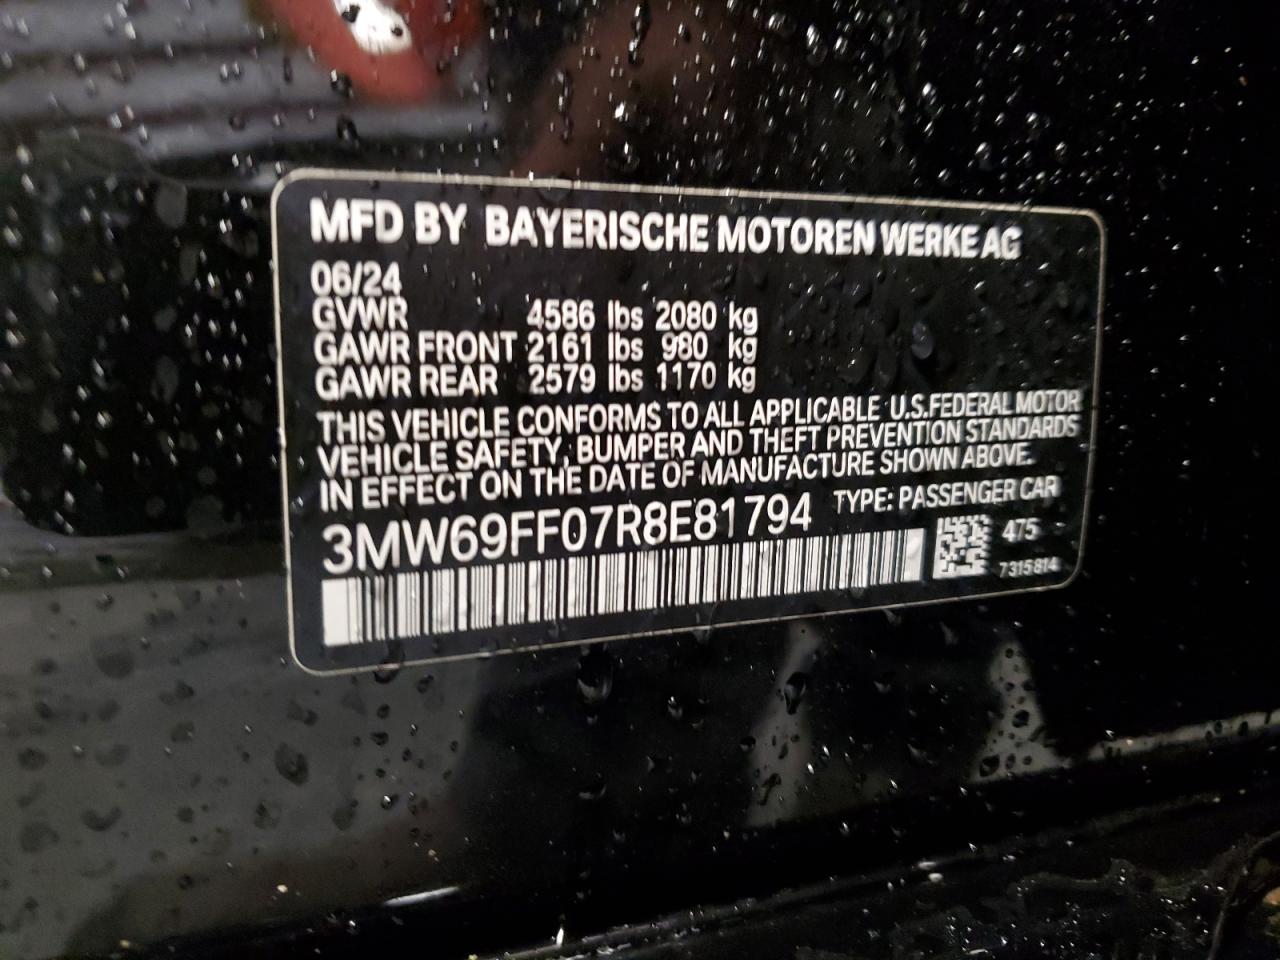 MFD BY BAYERISCHE MOTOREN WERKE AG
06/24
GVWR 4586 lbs 2080 kg
GAWR FRONT 2161 lbs 980 kg
GAWR REAR 2579 lbs 1170 kg
THIS VEHICLE CONFORMS TO ALL APPLICABLE U.S.FEDERAL MOTOR
VEHICLE SAFETY, BUMPER AND THEFT PREVENTION STANDARDS
IN EFFECT ON THE DATE OF MANUFACTURE SHOWN ABOVE.
3MW69FF07R8E81794 TYPE: PASSENGER CAR
475
7315814